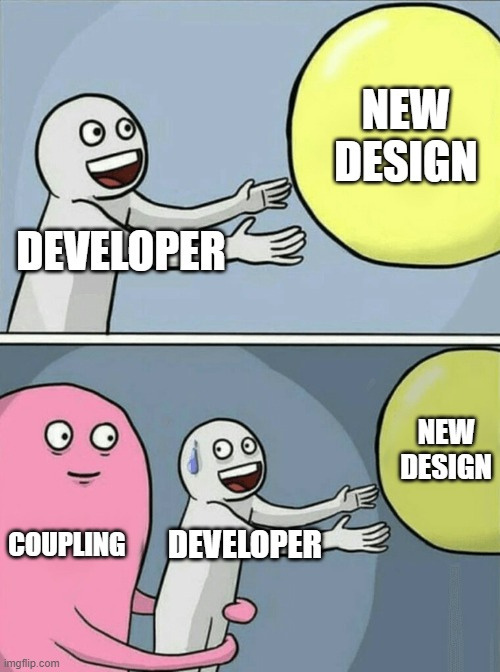 NEW
DESIGN
DEVELOPER
NEW
DESIGN
COUPLING
DEVELOPER
imgflip.com